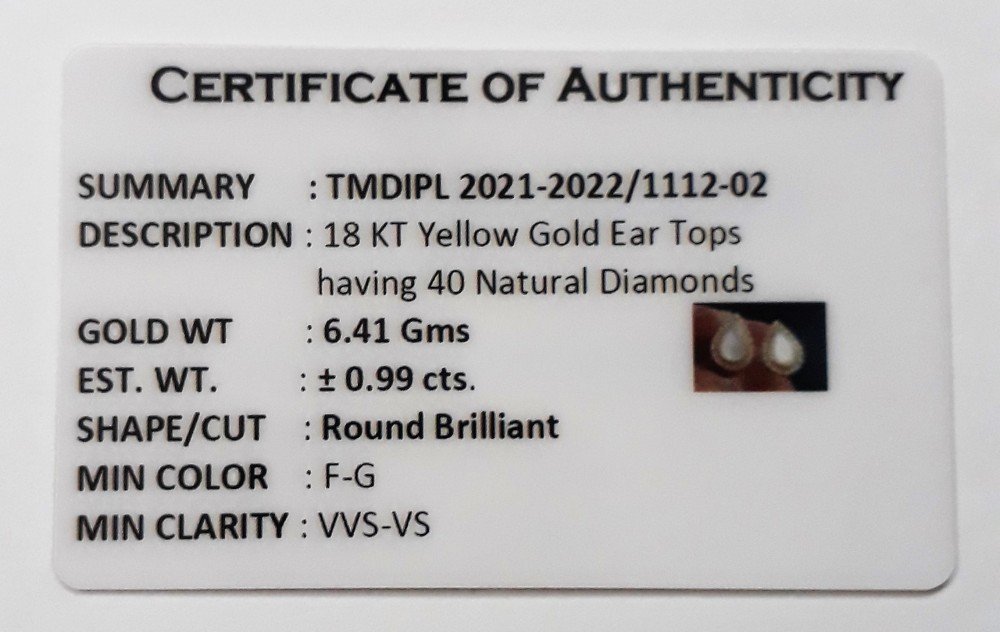 CERTIFICATE OF AUTHENTICITY
SUMMARY : TMDIPL 2021-2022/1112-02
DESCRIPTION : 18 KT Yellow Gold Ear Tops
having 40 Natural Diamonds
GOLD WT : 6.41 Gms
EST. WT. : ± 0.99 cts.
SHAPE/CUT : Round Brilliant
MIN COLOR : F-G
MIN CLARITY : VVS-VS